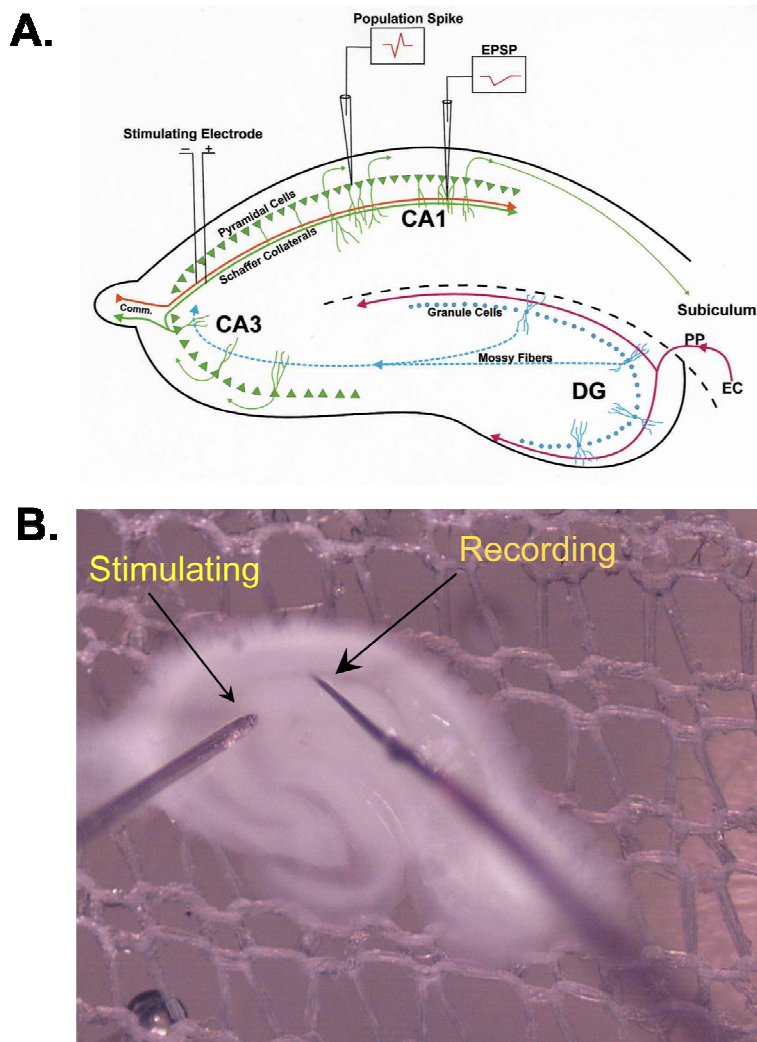 A.
Population Spike
EPSP
Stimulating Electrode
− +
Pyramidal Cells
CA1
Schaffer Collaterals
Comm.
CA3
Granule Cells
Subiculum
Mossy Fibers
PP
DG
EC
B.
Stimulating
Recording